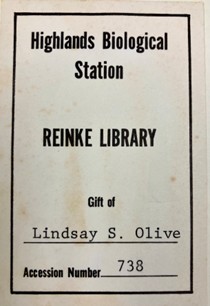 Highlands Biological
Station
REINKE LIBRARY
Gift of
Lindsay S. Olive
Accession Number 738